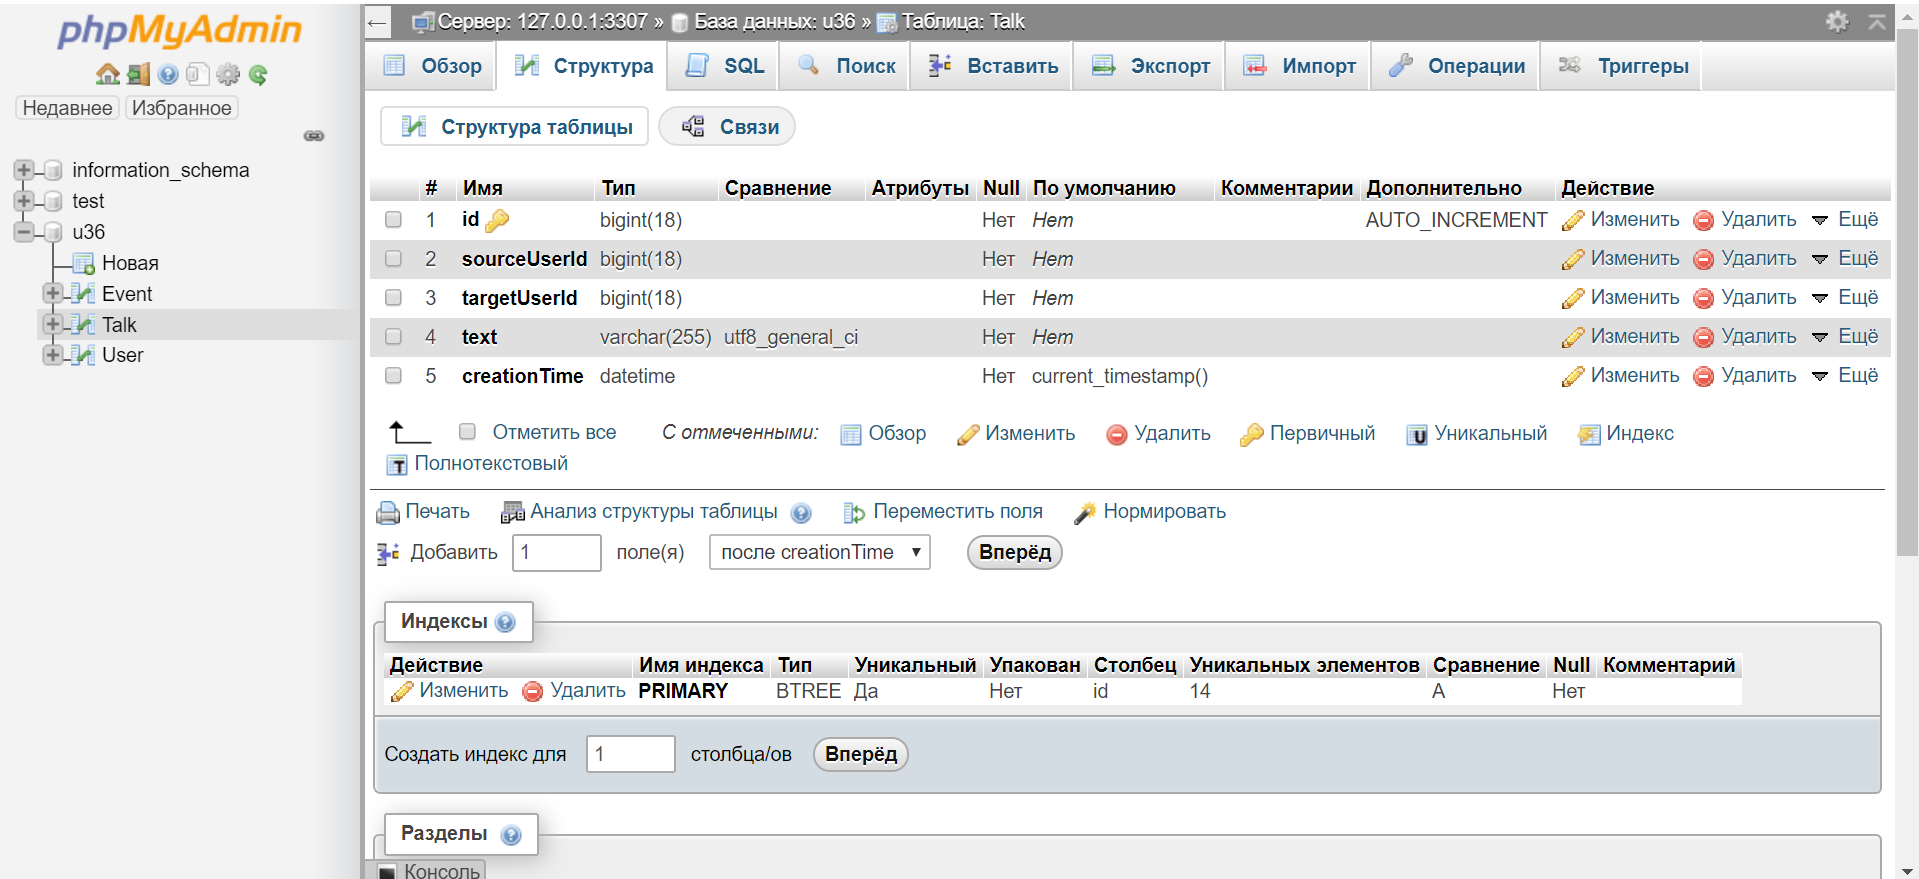 phpMyAdmin
Недавнее Избранное
information_schema
test
u36
Новая
Event
Talk
User
Сервер: 127.0.0.1:3307 » База данных: u36 » Таблица: Talk
Обзор Структура SQL Поиск Вставить Экспорт Импорт Операции Триггеры
Структура таблицы Связи
# Имя Тип Сравнение Атрибуты Null По умолчанию Комментарии Дополнительно Действие
1 id bigint(18) Нет Нет AUTO_INCREMENT Изменить Удалить Ещё
2 sourceUserId bigint(18) Нет Нет Изменить Удалить Ещё
3 targetUserId bigint(18) Нет Нет Изменить Удалить Ещё
4 text varchar(255) utf8_general_ci Нет Нет Изменить Удалить Ещё
5 creationTime datetime Нет current_timestamp() Изменить Удалить Ещё
Отметить все С отмеченными: Обзор Изменить Удалить Первичный Уникальный Индекс
Полнотекстовый
Печать Анализ структуры таблицы Переместить поля Нормировать
Добавить 1 поле(я) после creationTime Вперёд
Индексы
Действие Имя индекса Тип Уникальный Упакован Столбец Уникальных элементов Сравнение Null Комментарий
Изменить Удалить PRIMARY BTREE Да Нет id 14 A Нет
Создать индекс для 1 столбца/ов Вперёд
Разделы
Консоль